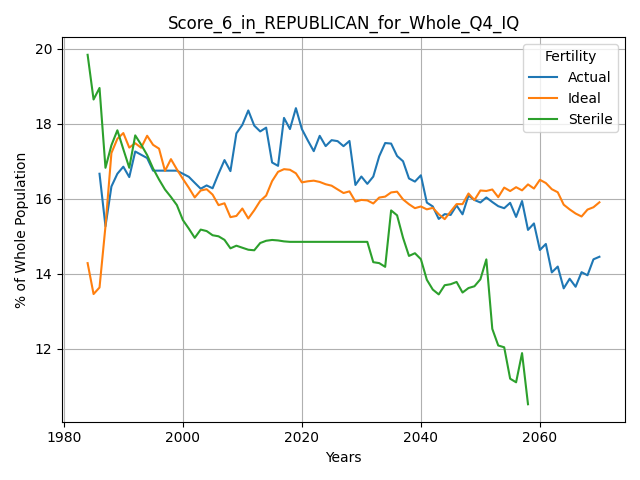 Score_6_in_REPUBLICAN_for_Whole_Q4_IQ
% of Whole Population
20
18
16
14
12
1980
2000
2020
2040
2060
Years
Fertility
Actual
Ideal
Sterile